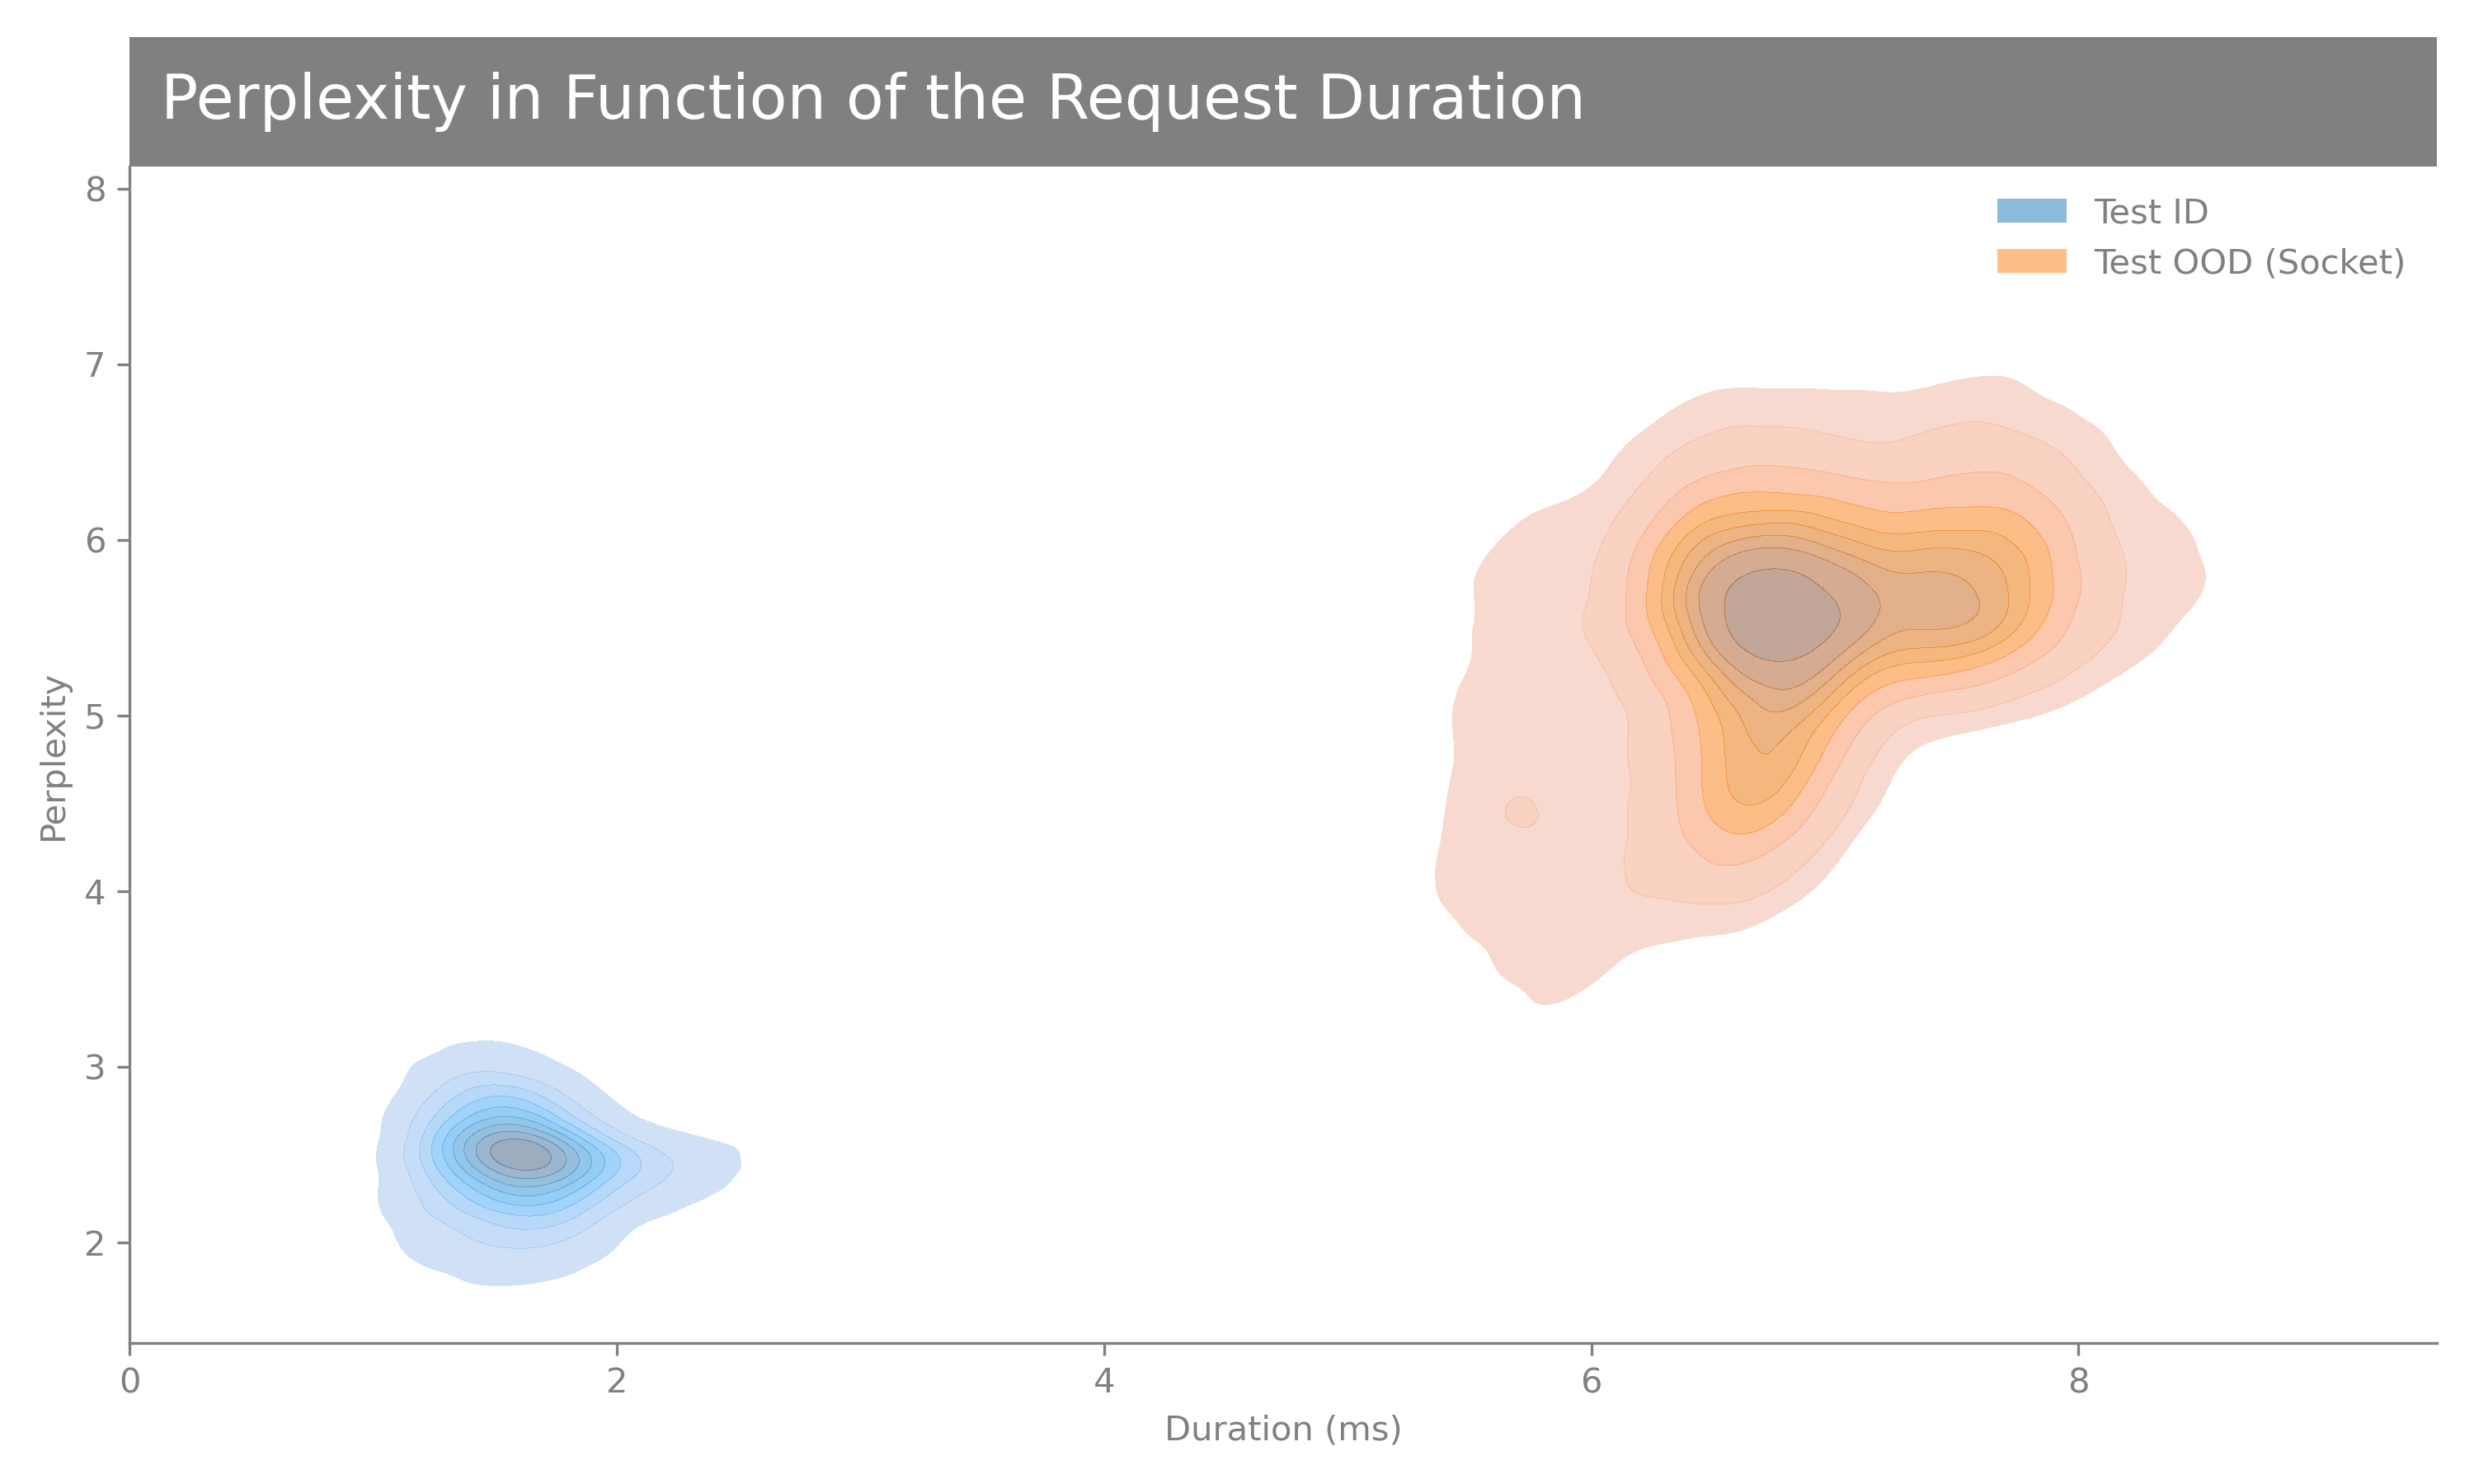 Perplexity in Function of the Request Duration
Test ID
Test OOD (Socket)
8
7
6
5
4
3
2
Perplexity
0
2
4
6
8
Duration (ms)